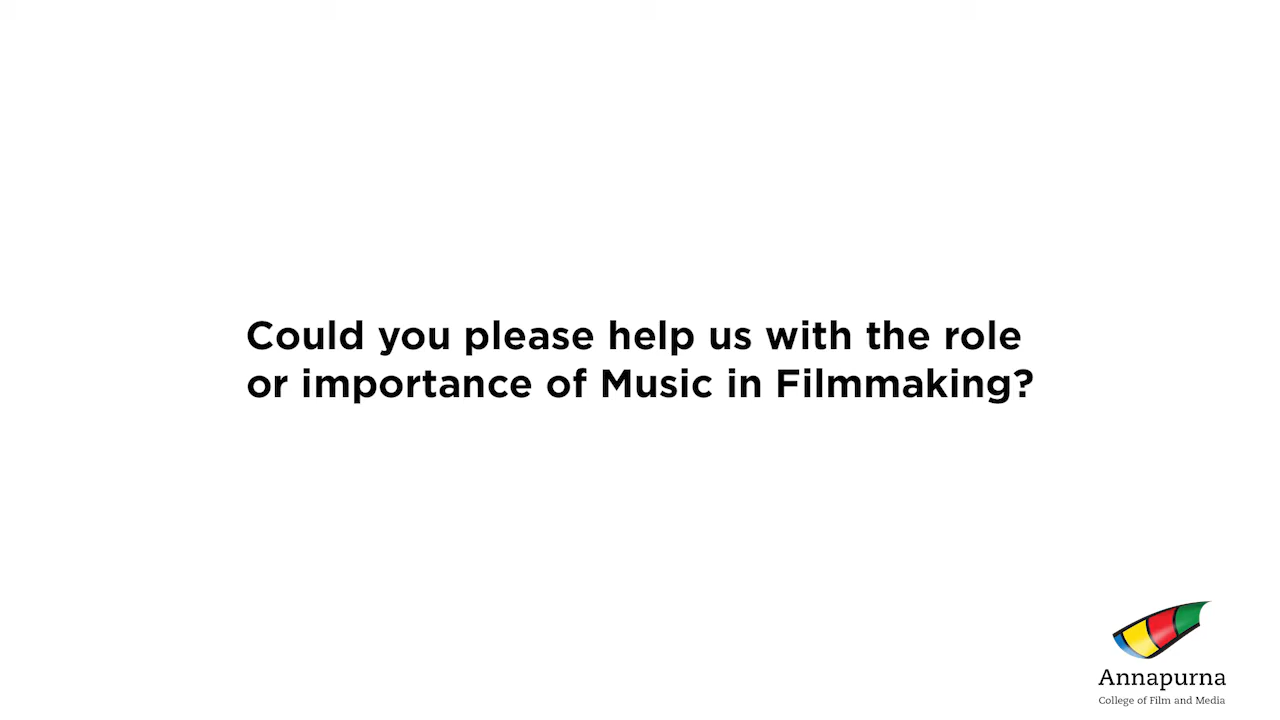 Could you please help us with the role
or importance of Music in Filmmaking?
Annapurna
College of Film and Media